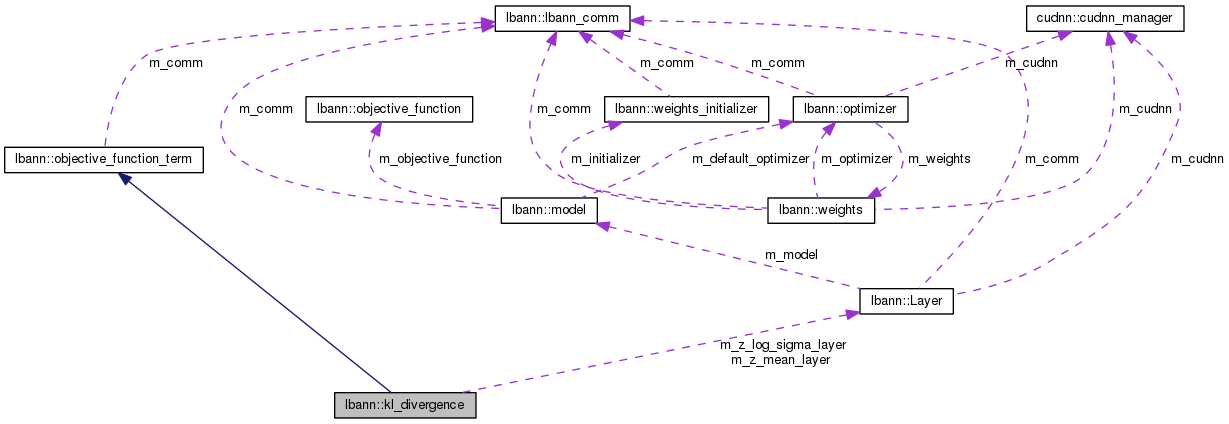 lbann::lbann_comm
cudnn::cudnn_manager
m_comm
m_comm
m_comm
m_cudnn
m_comm
lbann::objective_function
m_comm
lbann::weights_initializer
lbann::optimizer
m_cudnn
lbann::objective_function_term
m_objective_function
m_initializer
m_default_optimizer
m_optimizer
m_weights
m_comm
m_cudnn
lbann::model
lbann::weights
m_model
lbann::Layer
m_z_log_sigma_layer
m_z_mean_layer
lbann::kl_divergence